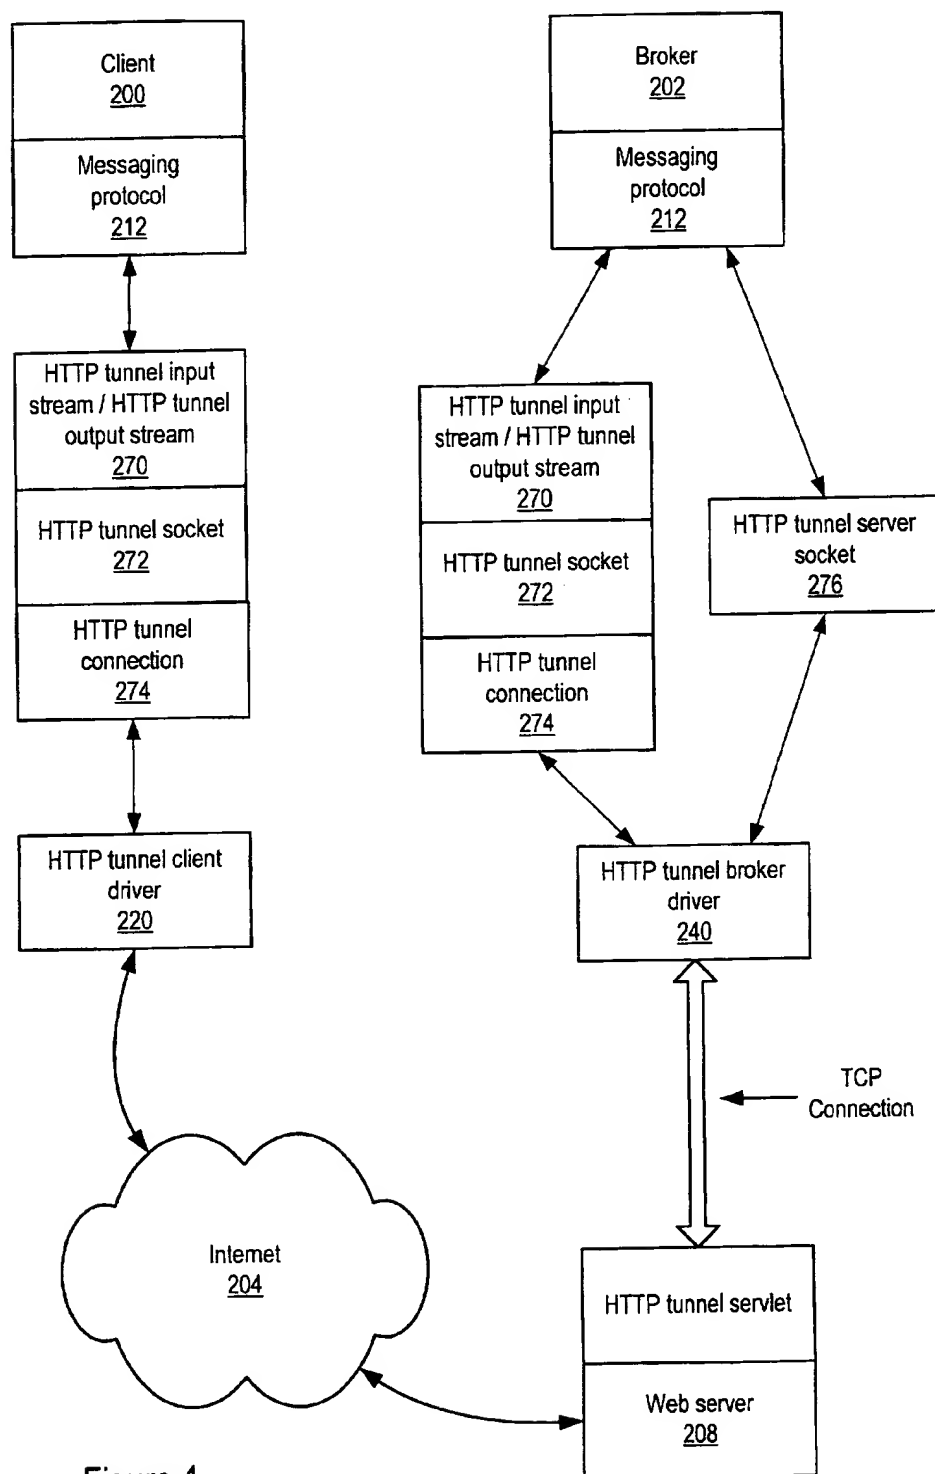 Client
200
Messaging
protocol
212
HTTP tunnel input
stream / HTTP tunnel
output stream
270
HTTP tunnel socket
272
HTTP tunnel
connection
274
HTTP tunnel client
driver
220
Internet
204
Broker
202
Messaging
protocol
212
HTTP tunnel input
stream / HTTP tunnel
output stream
270
HTTP tunnel socket
272
HTTP tunnel
connection
274
HTTP tunnel server
socket
276
HTTP tunnel broker
driver
240
TCP
Connection
HTTP tunnel servlet
Web server
208
Figure